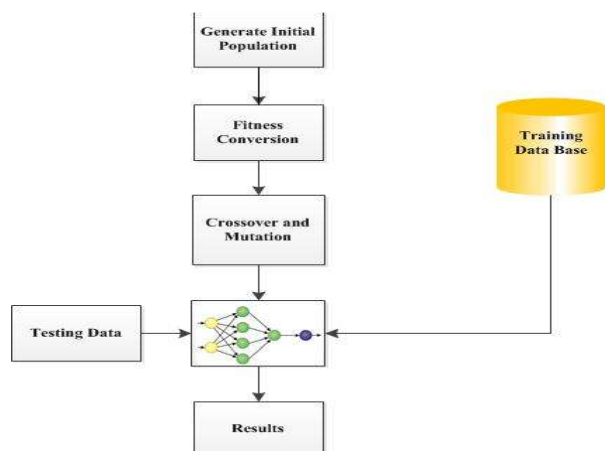 Generate Initial
Population
Fitness
Conversion
Training
Data Base
Crossover and
Mutation
Testing Data
Results